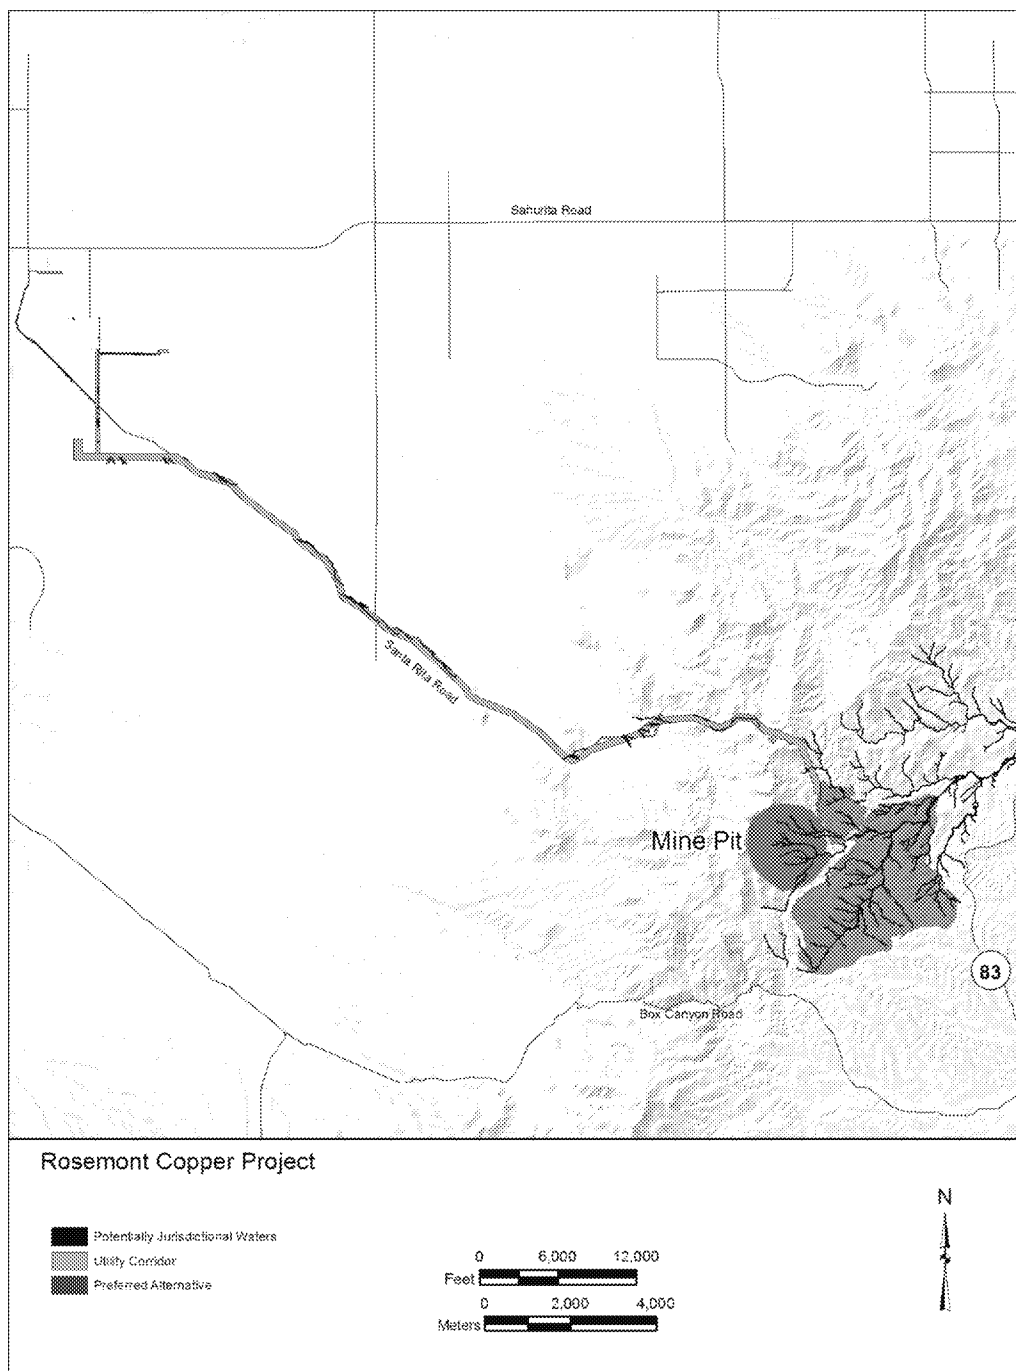 Sahurita Road
Santa Rita Road
Mine Pit
83
Box Canyon Road
Rosemont Copper Project
N
Potentially Jurisdictional Waters
Utility Corridor
Preferred Alternative
0 6,000 12,000
Feet
0 2,000 4,000
Meters